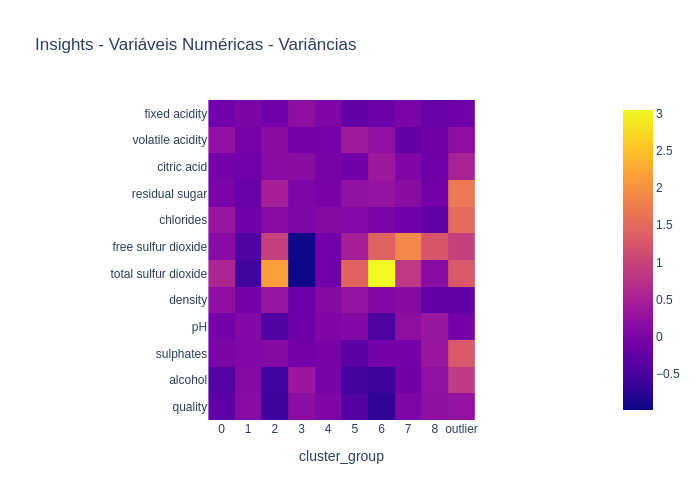 Insights - Variáveis Numéricas - Variâncias
fixed acidity
volatile acidity
citric acid
residual sugar
chlorides
free sulfur dioxide
total sulfur dioxide
density
pH
sulphates
alcohol
quality
0 1 2 3 4 5 6 7 8 outlier
cluster_group
3
2.5
2
1.5
1
0.5
0
−0.5